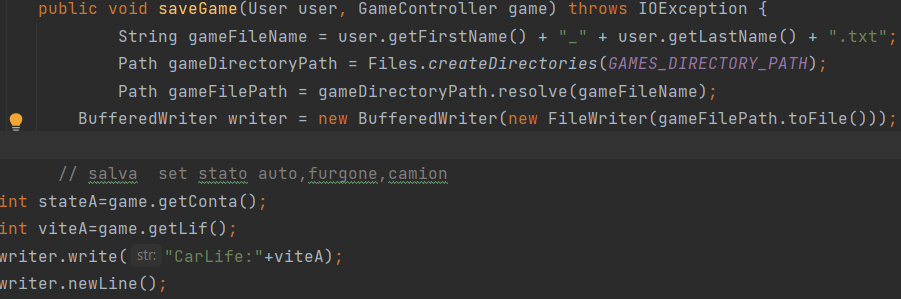 public void saveGame(User user, GameController game) throws IOException {
String gameFileName = user.getFirstName() + "_" + user.getLastName() + ".txt";
Path gameDirectoryPath = Files.createDirectories(GAMES_DIRECTORY_PATH);
Path gameFilePath = gameDirectoryPath.resolve(gameFileName);
BufferedWriter writer = new BufferedWriter(new FileWriter(gameFilePath.toFile()));
// salva  set stato auto,furgone,camion
int stateA=game.getConta();
int viteA=game.getLif();
writer.write( str: "CarLife:"+viteA);
writer.newLine();